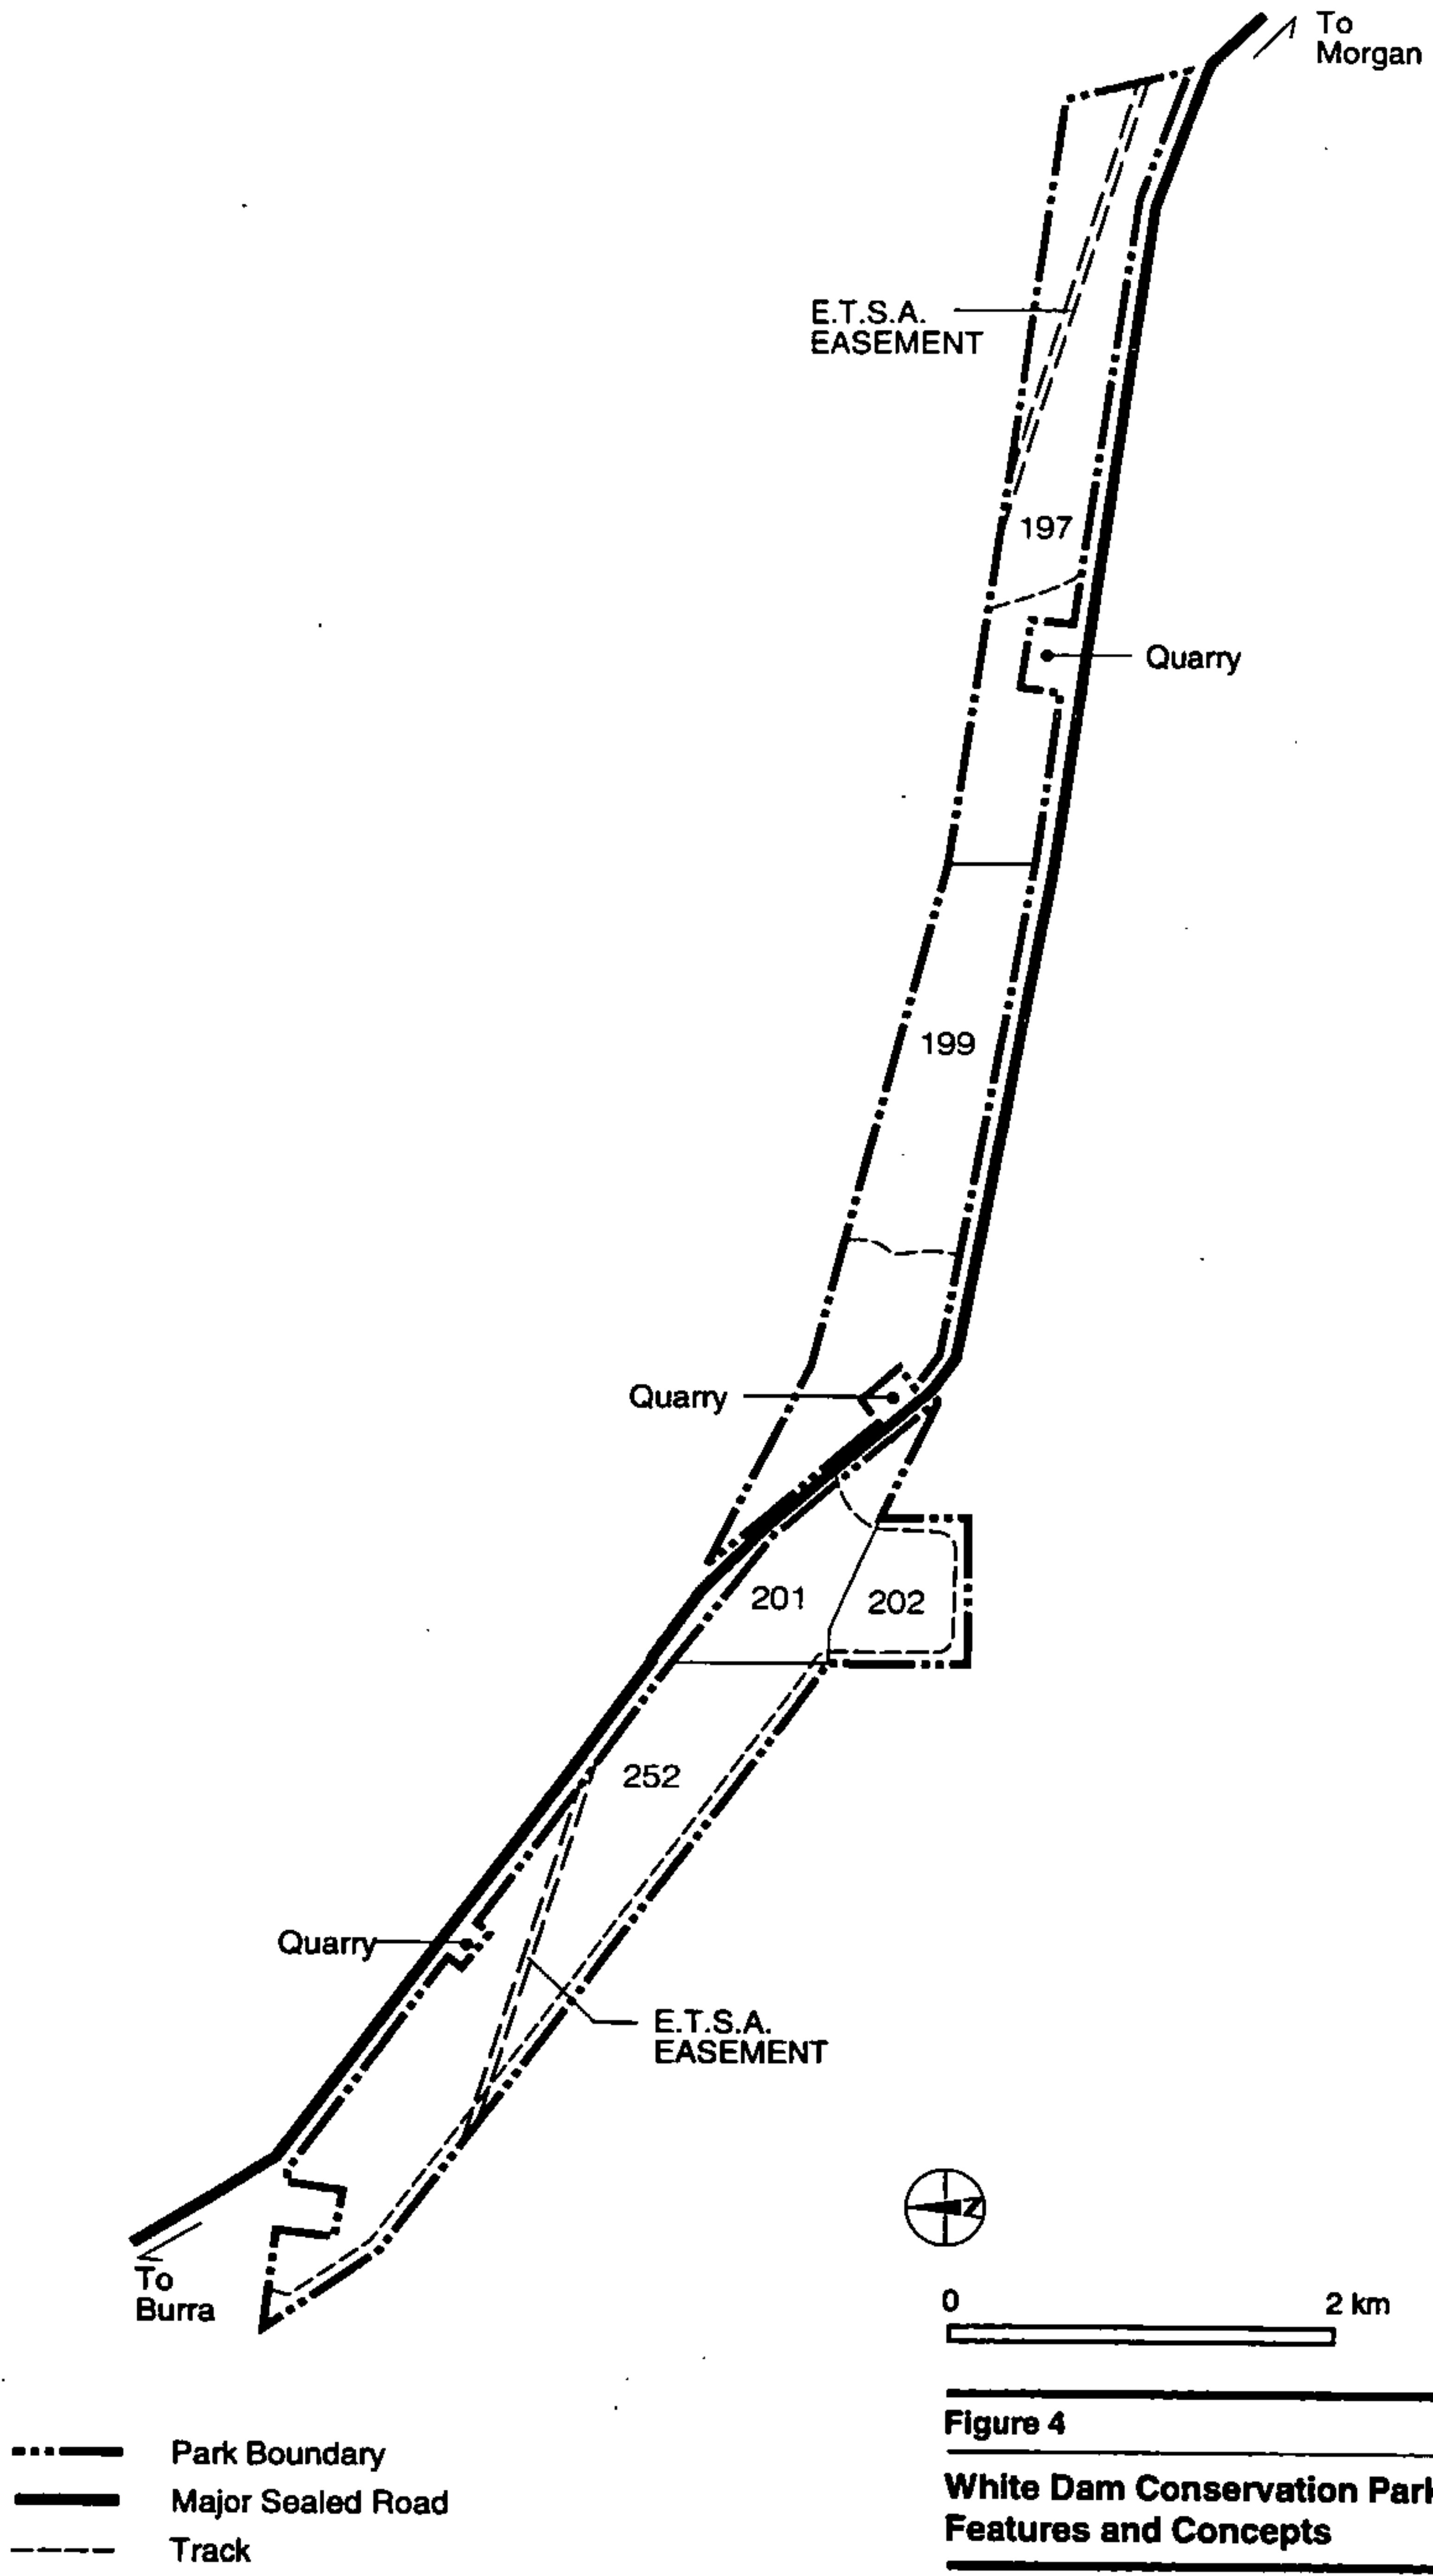 To
Morgan
E.T.S.A.
EASEMENT
197
Quarry
199
Quarry
201
202
252
Quarry
E.T.S.A.
EASEMENT
N
To
Burra
0 2 km
Figure 4
White Dam Conservation Park
Features and Concepts
Park Boundary
Major Sealed Road
Track